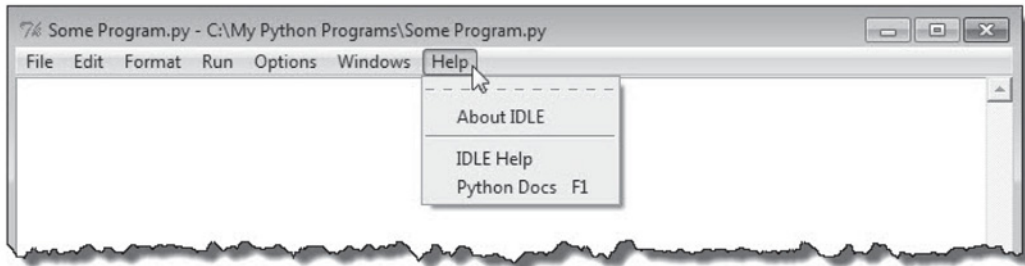 7% Some Program.py - C:\My Python Programs\Some Program.py
File Edit Format Run Options Windows Help
About IDLE
IDLE Help
Python Docs F1